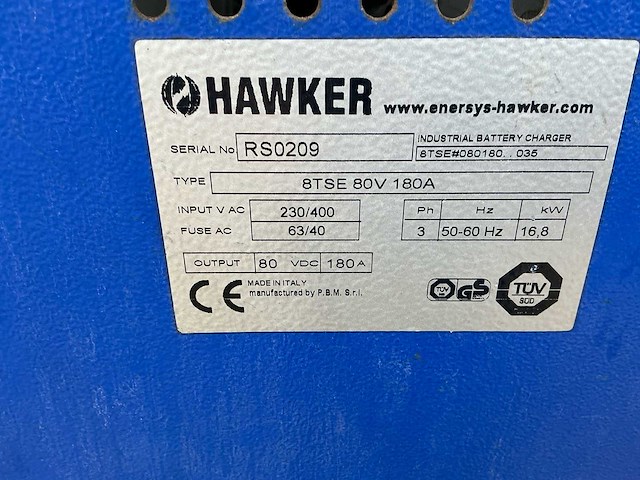 HAWKER www.enersys-hawker.com
SERIAL No RS0209
INDUSTRIAL BATTERY CHARGER
8TSE#080180. . 035
TYPE 8TSE 80V 180A
INPUT V AC 230/400 Ph Hz kW
FUSE AC 63/40 3 50-60 Hz 16,8
OUTPUT 80 VDC 180 A
CE MADE IN ITALY
manufactured by P.B.M. S.r.l.
TÜV GS
TÜV
SÜD